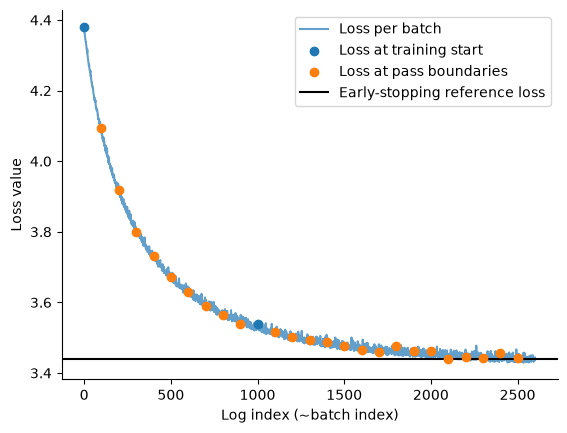 4.4
4.2
4.0
3.8
3.6
3.4
Loss value
Loss per batch
Loss at training start
Loss at pass boundaries
Early-stopping reference loss
0 500 1000 1500 2000 2500
Log index (~batch index)